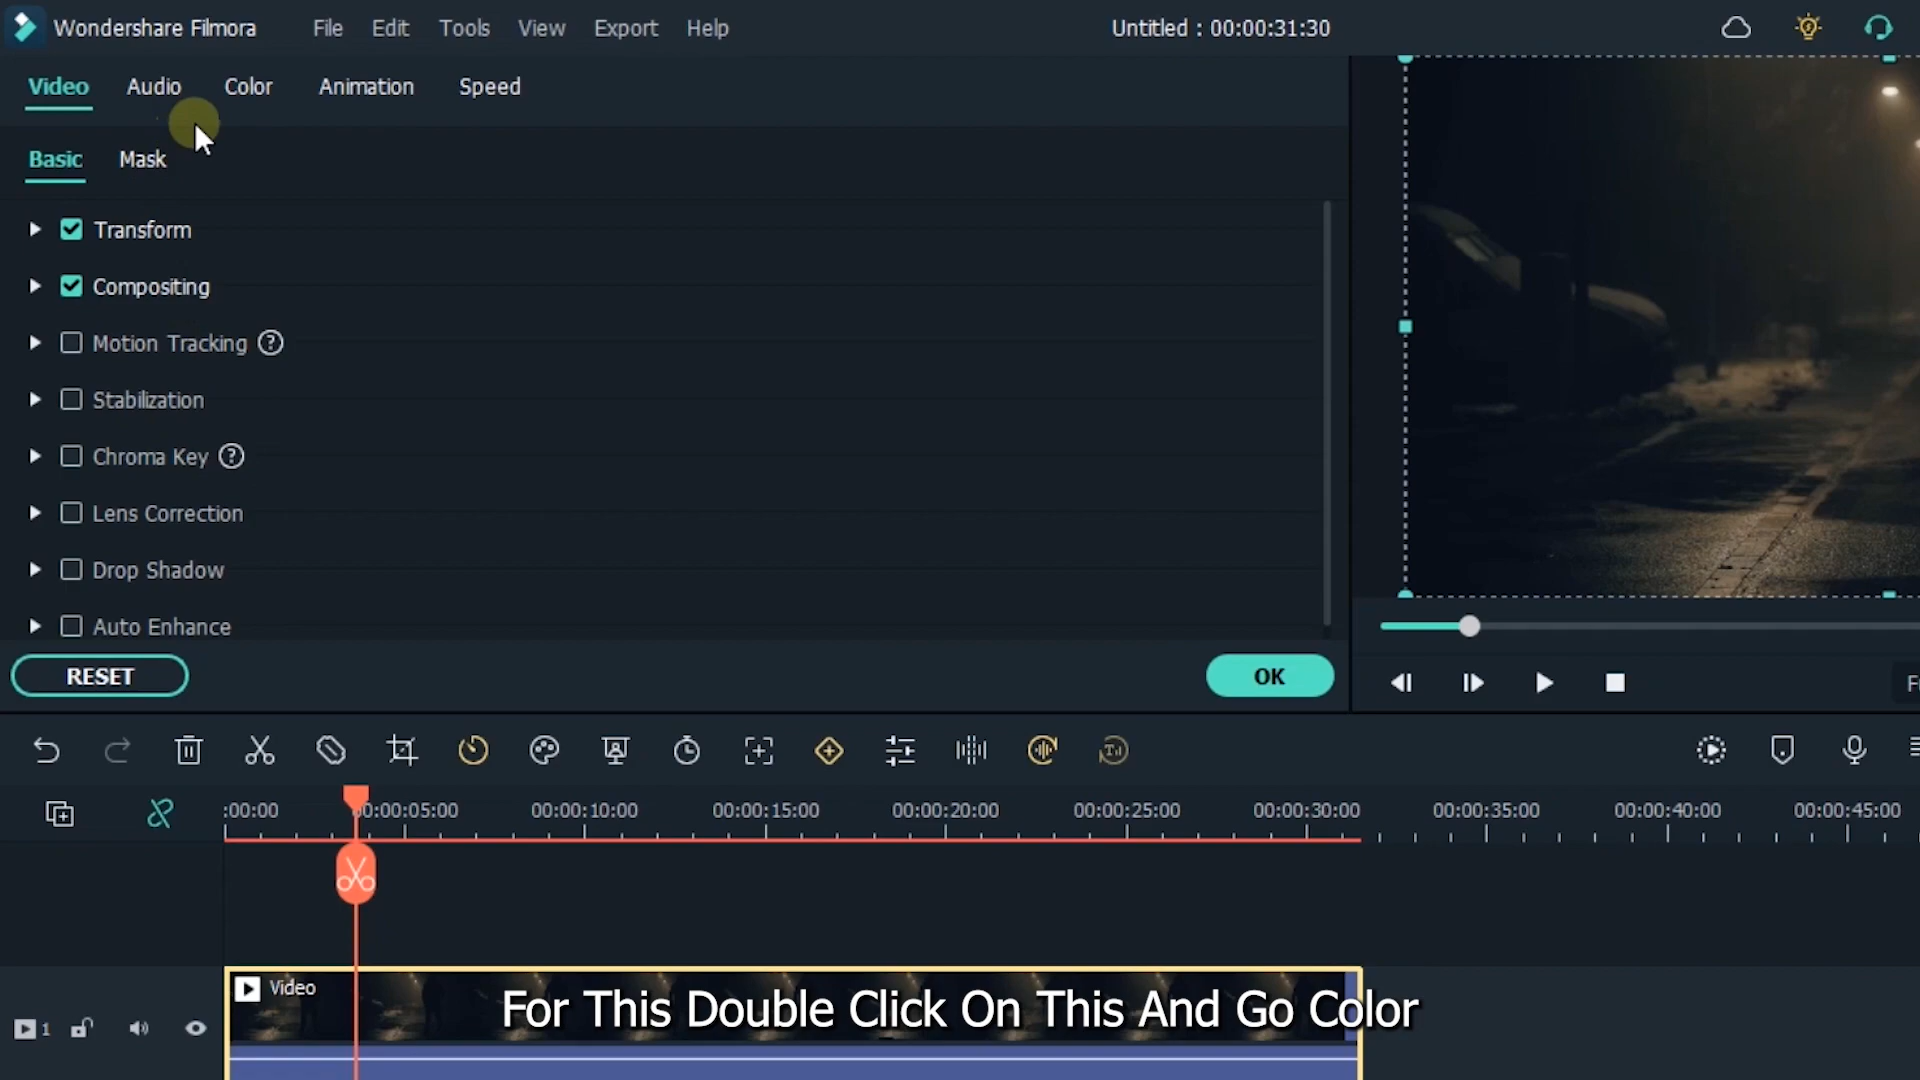 Wondershare Filmora File Edit Tools View Export Help Untitled : 00:00:31:30
Video Audio Color Animation Speed
Basic Mask
Transform
Compositing
Motion Tracking ?
Stabilization
Chroma Key ?
Lens Correction
Drop Shadow
Auto Enhance
RESET OK
:00:00 00:00:05:00 00:00:10:00 00:00:15:00 00:00:20:00 00:00:25:00 00:00:30:00 00:00:35:00 00:00:40:00 00:00:45:00
Video
1
For This Double Click On This And Go Color